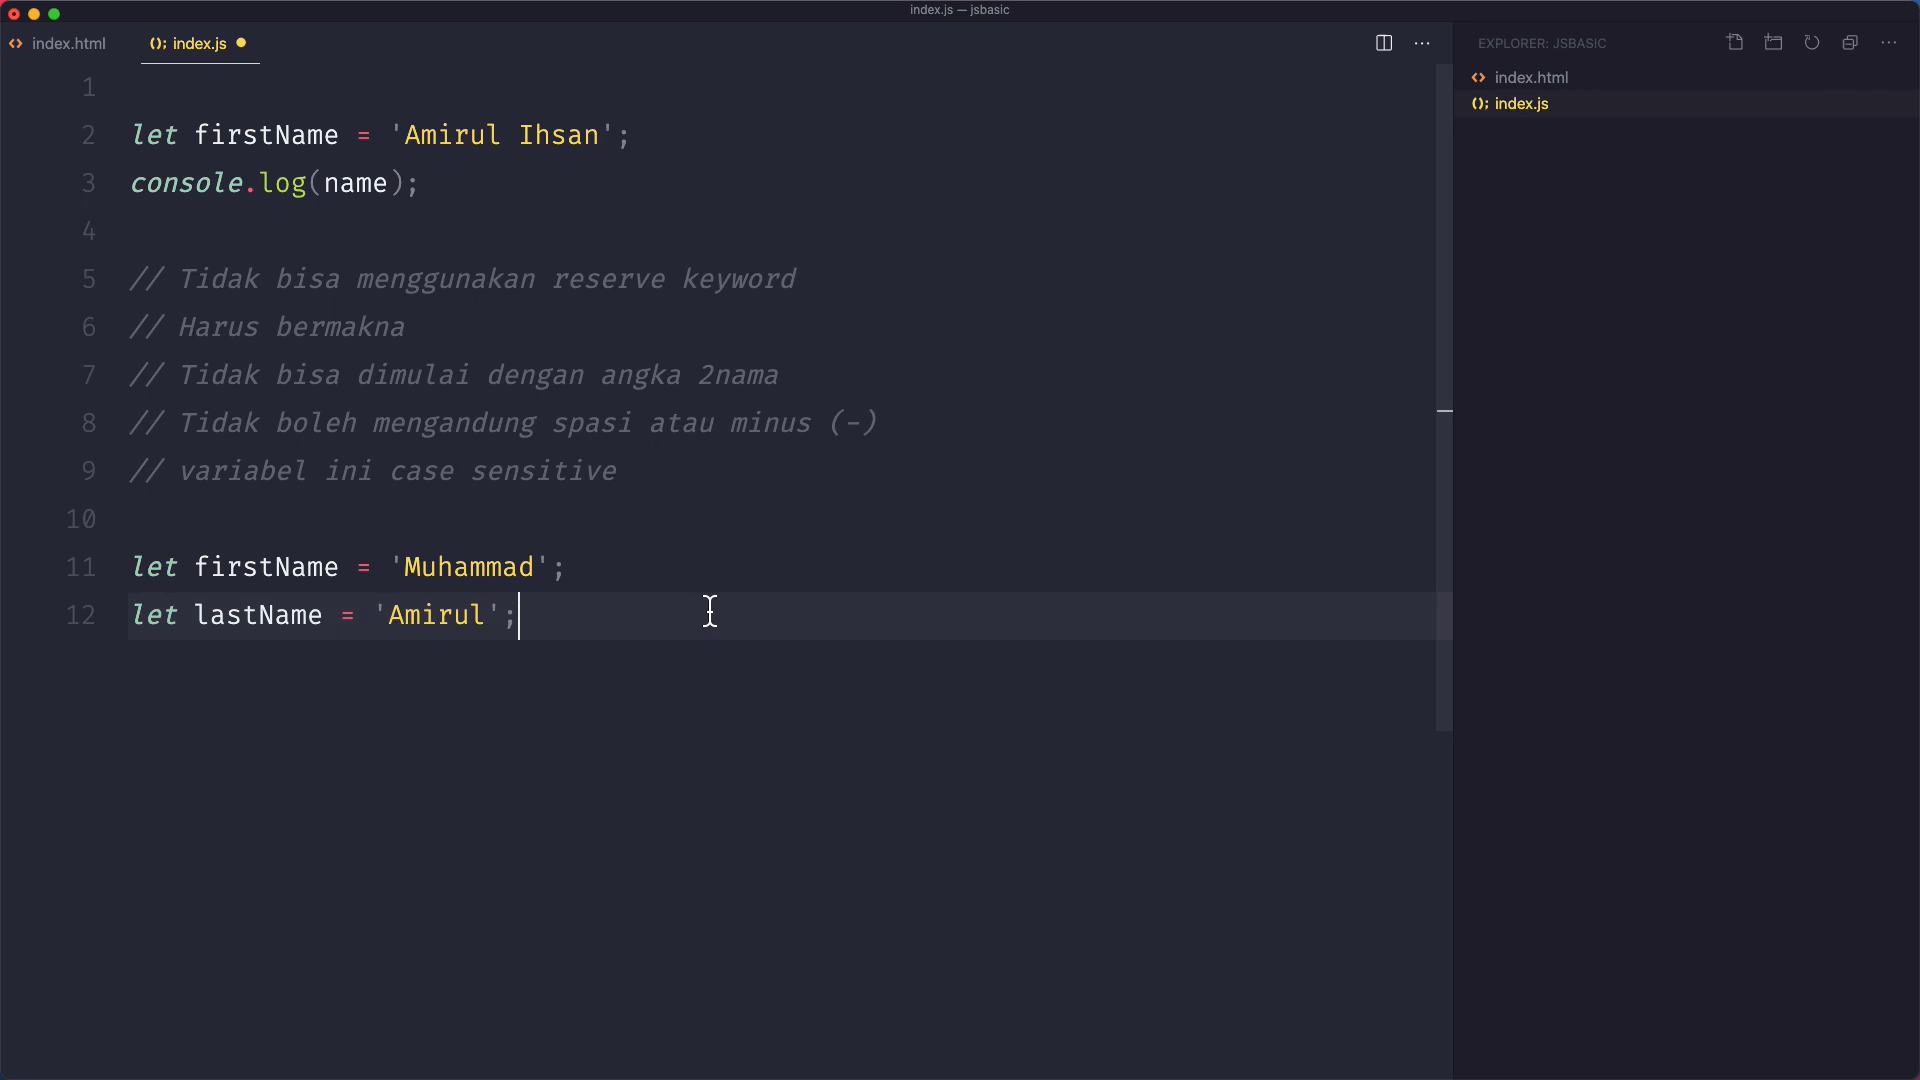 index.js — jsbasic
index.html
(); index.js
EXPLORER: JSBASIC
index.html
(); index.js
1
2 let firstName = 'Amirul Ihsan';
3 console.log(name);
4
5 // Tidak bisa menggunakan reserve keyword
6 // Harus bermakna
7 // Tidak bisa dimulai dengan angka 2nama
8 // Tidak boleh mengandung spasi atau minus (-)
9 // variabel ini case sensitive
10
11 let firstName = 'Muhammad';
12 let lastName = 'Amirul';